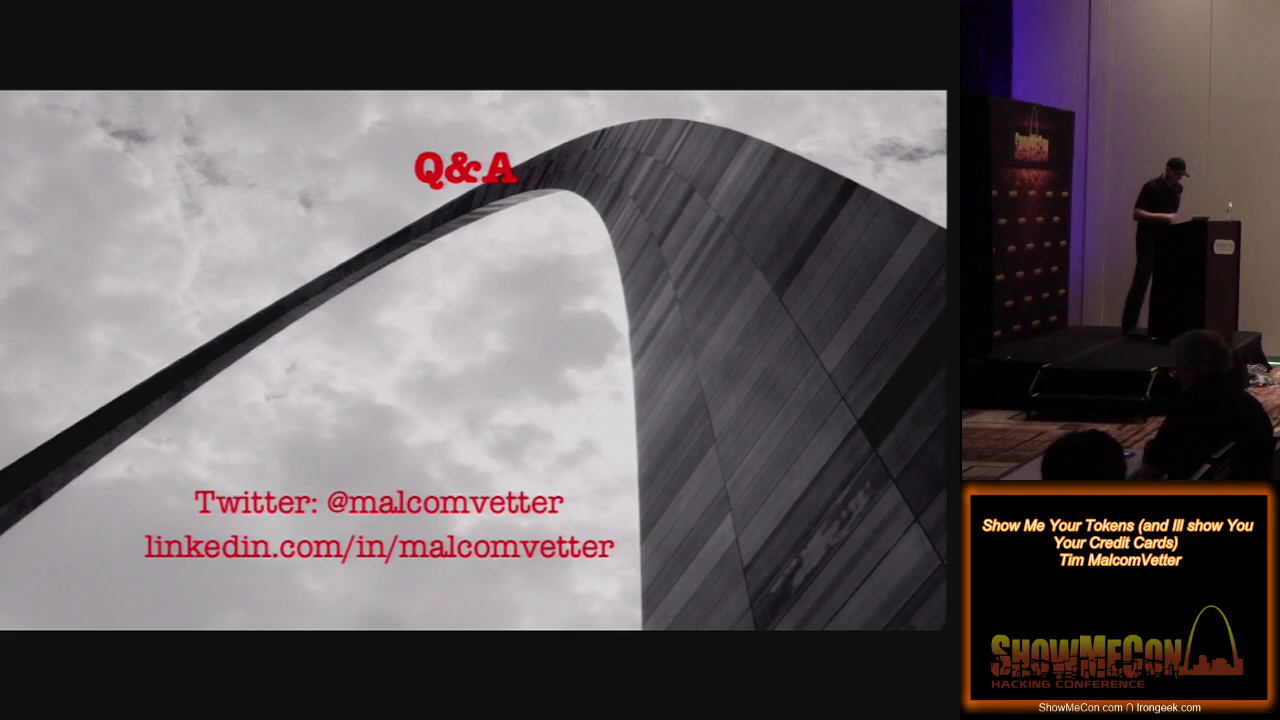 Q&A
Twitter: @malcomvetter
linkedin.com/in/malcomvetter
ShowMeCon
Show Me Your Tokens (and Ill show You
Your Credit Cards)
Tim MalcomVetter
ShowMeCon
HACKING CONFERENCE
ShowMeCon.com ∩ Irongeek.com